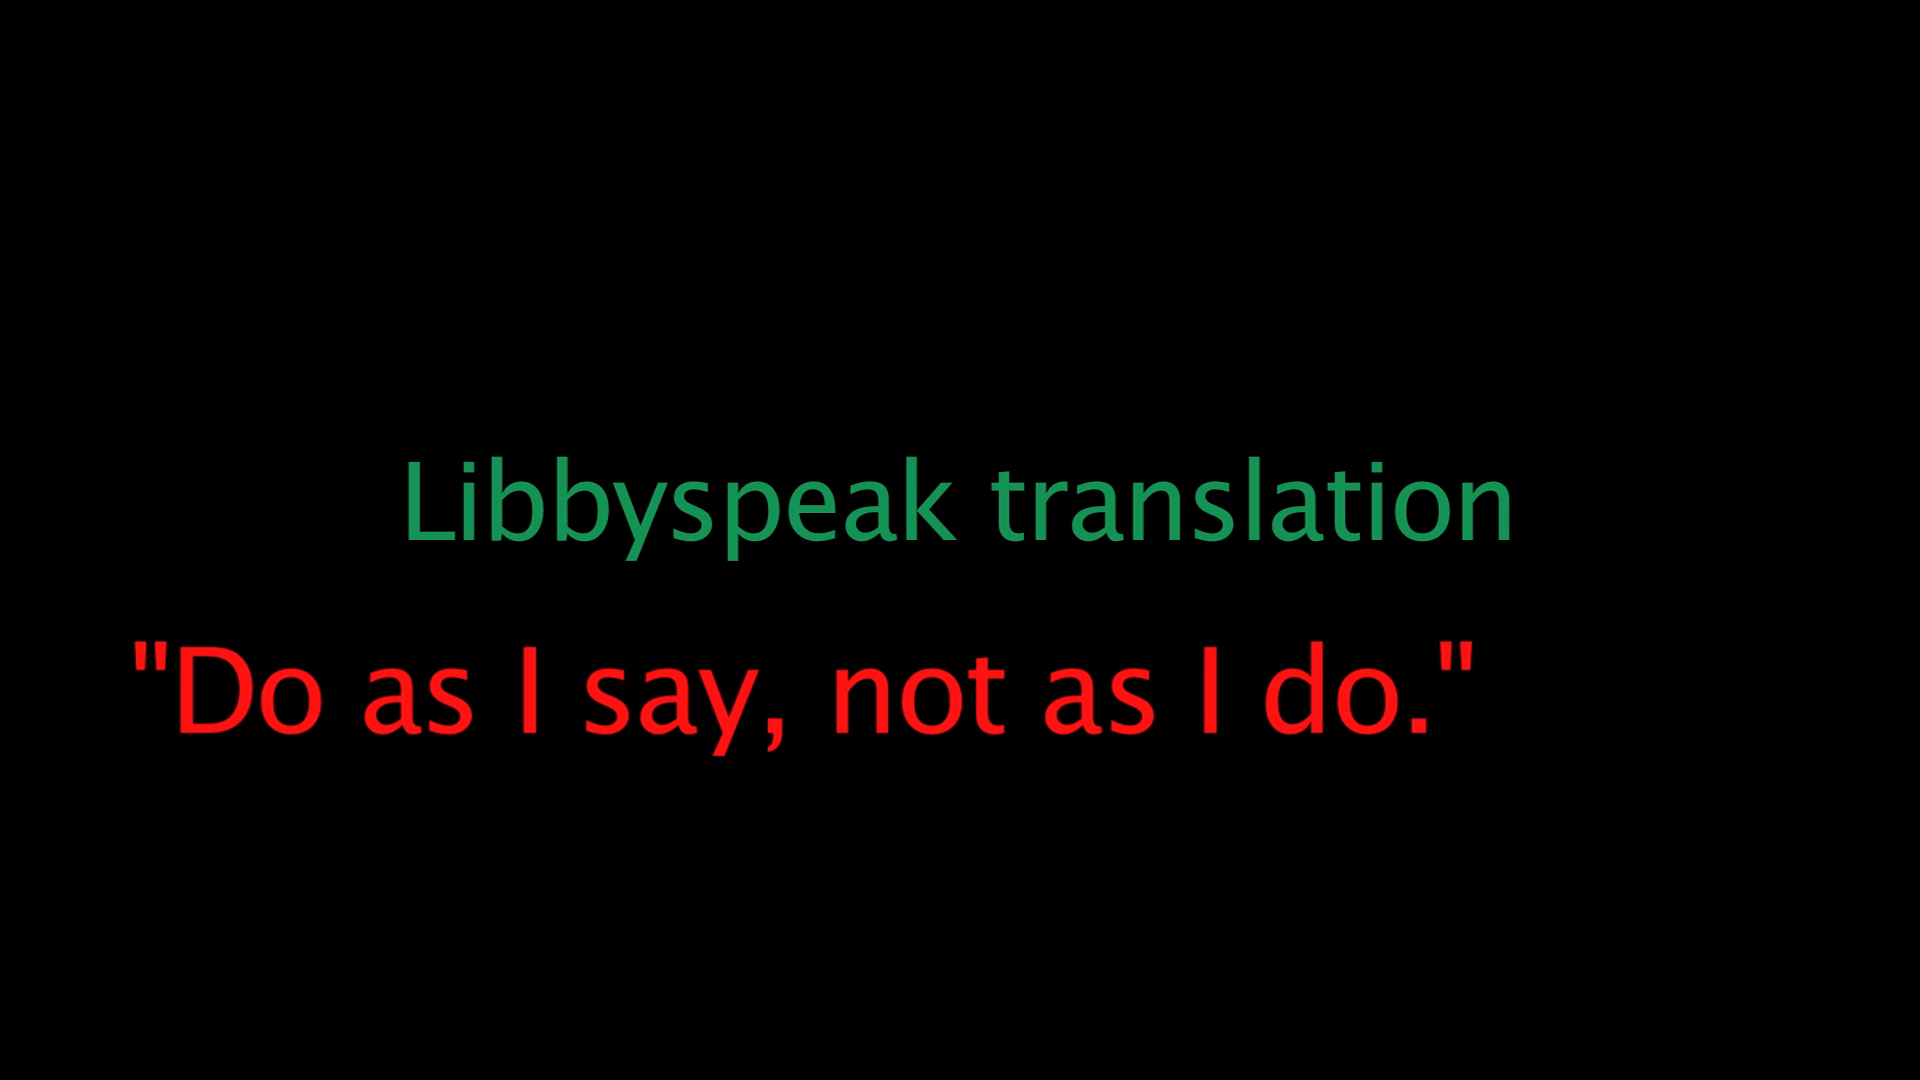 Libbyspeak translation
"Do as I say, not as I do."